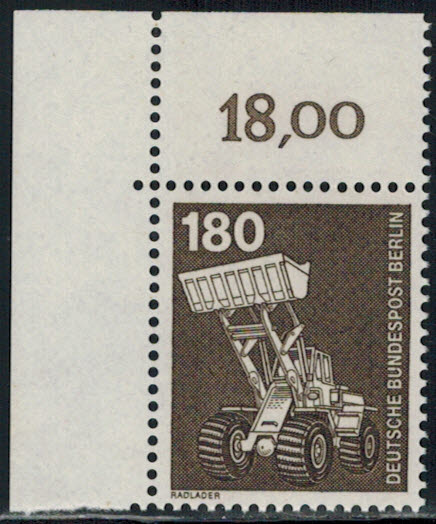 18,00
180
DEUTSCHE BUNDESPOST BERLIN
RADLADER